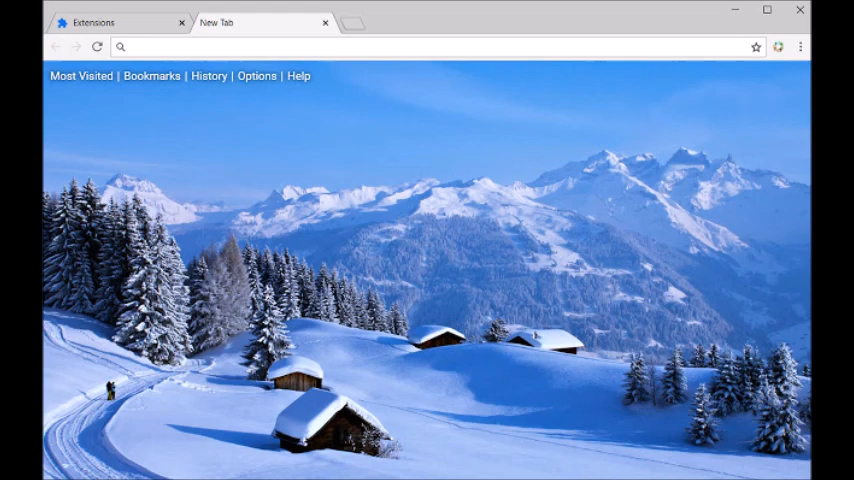 Extensions
New Tab
Most Visited | Bookmarks | History | Options | Help